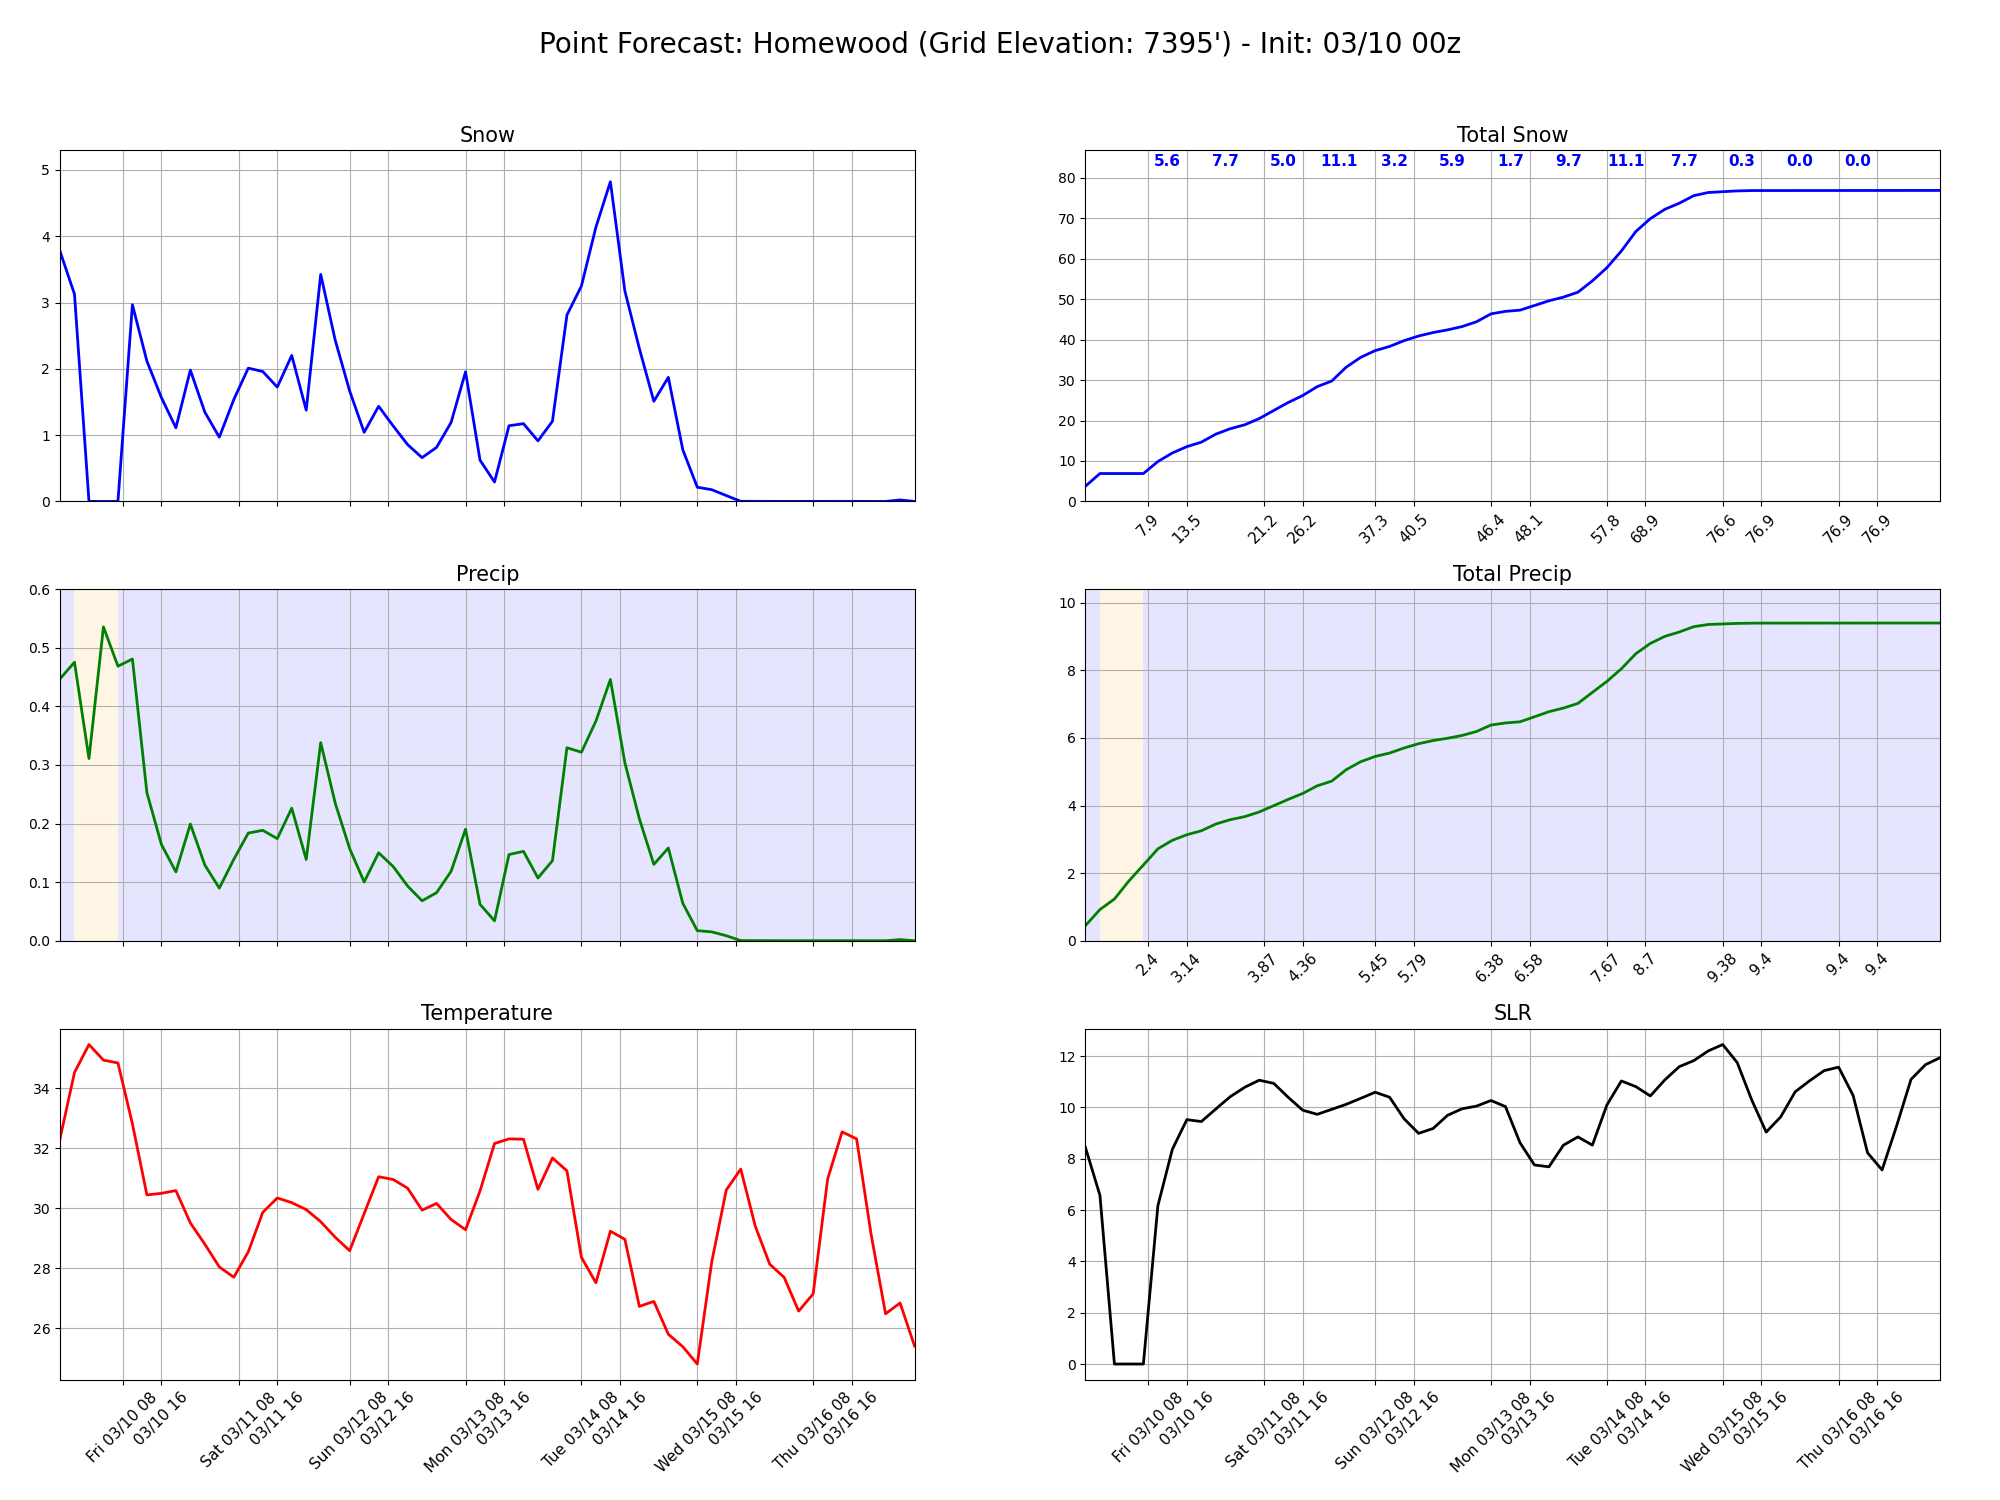 Point Forecast: Homewood (Grid Elevation: 7395') - Init: 03/10 00z
Snow
5
4
3
2
1
0
Total Snow
5.6 7.7 5.0 11.1 3.2 5.9 1.7 9.7 11.1 7.7 0.3 0.0 0.0
80
70
60
50
40
30
20
10
0
7.9 13.5 21.2 26.2 37.3 40.5 46.4 48.1 57.8 68.9 76.6 76.9 76.9 76.9
Precip
0.6
0.5
0.4
0.3
0.2
0.1
0.0
Total Precip
10
8
6
4
2
0
2.4 3.14 3.87 4.36 5.45 5.79 6.38 6.58 7.67 8.7 9.38 9.4 9.4 9.4
Temperature
34
32
30
28
26
Fri 03/10 08
03/10 16
Sat 03/11 08
03/11 16
Sun 03/12 08
03/12 16
Mon 03/13 08
03/13 16
Tue 03/14 08
03/14 16
Wed 03/15 08
03/15 16
Thu 03/16 08
03/16 16
SLR
12
10
8
6
4
2
0
Fri 03/10 08
03/10 16
Sat 03/11 08
03/11 16
Sun 03/12 08
03/12 16
Mon 03/13 08
03/13 16
Tue 03/14 08
03/14 16
Wed 03/15 08
03/15 16
Thu 03/16 08
03/16 16